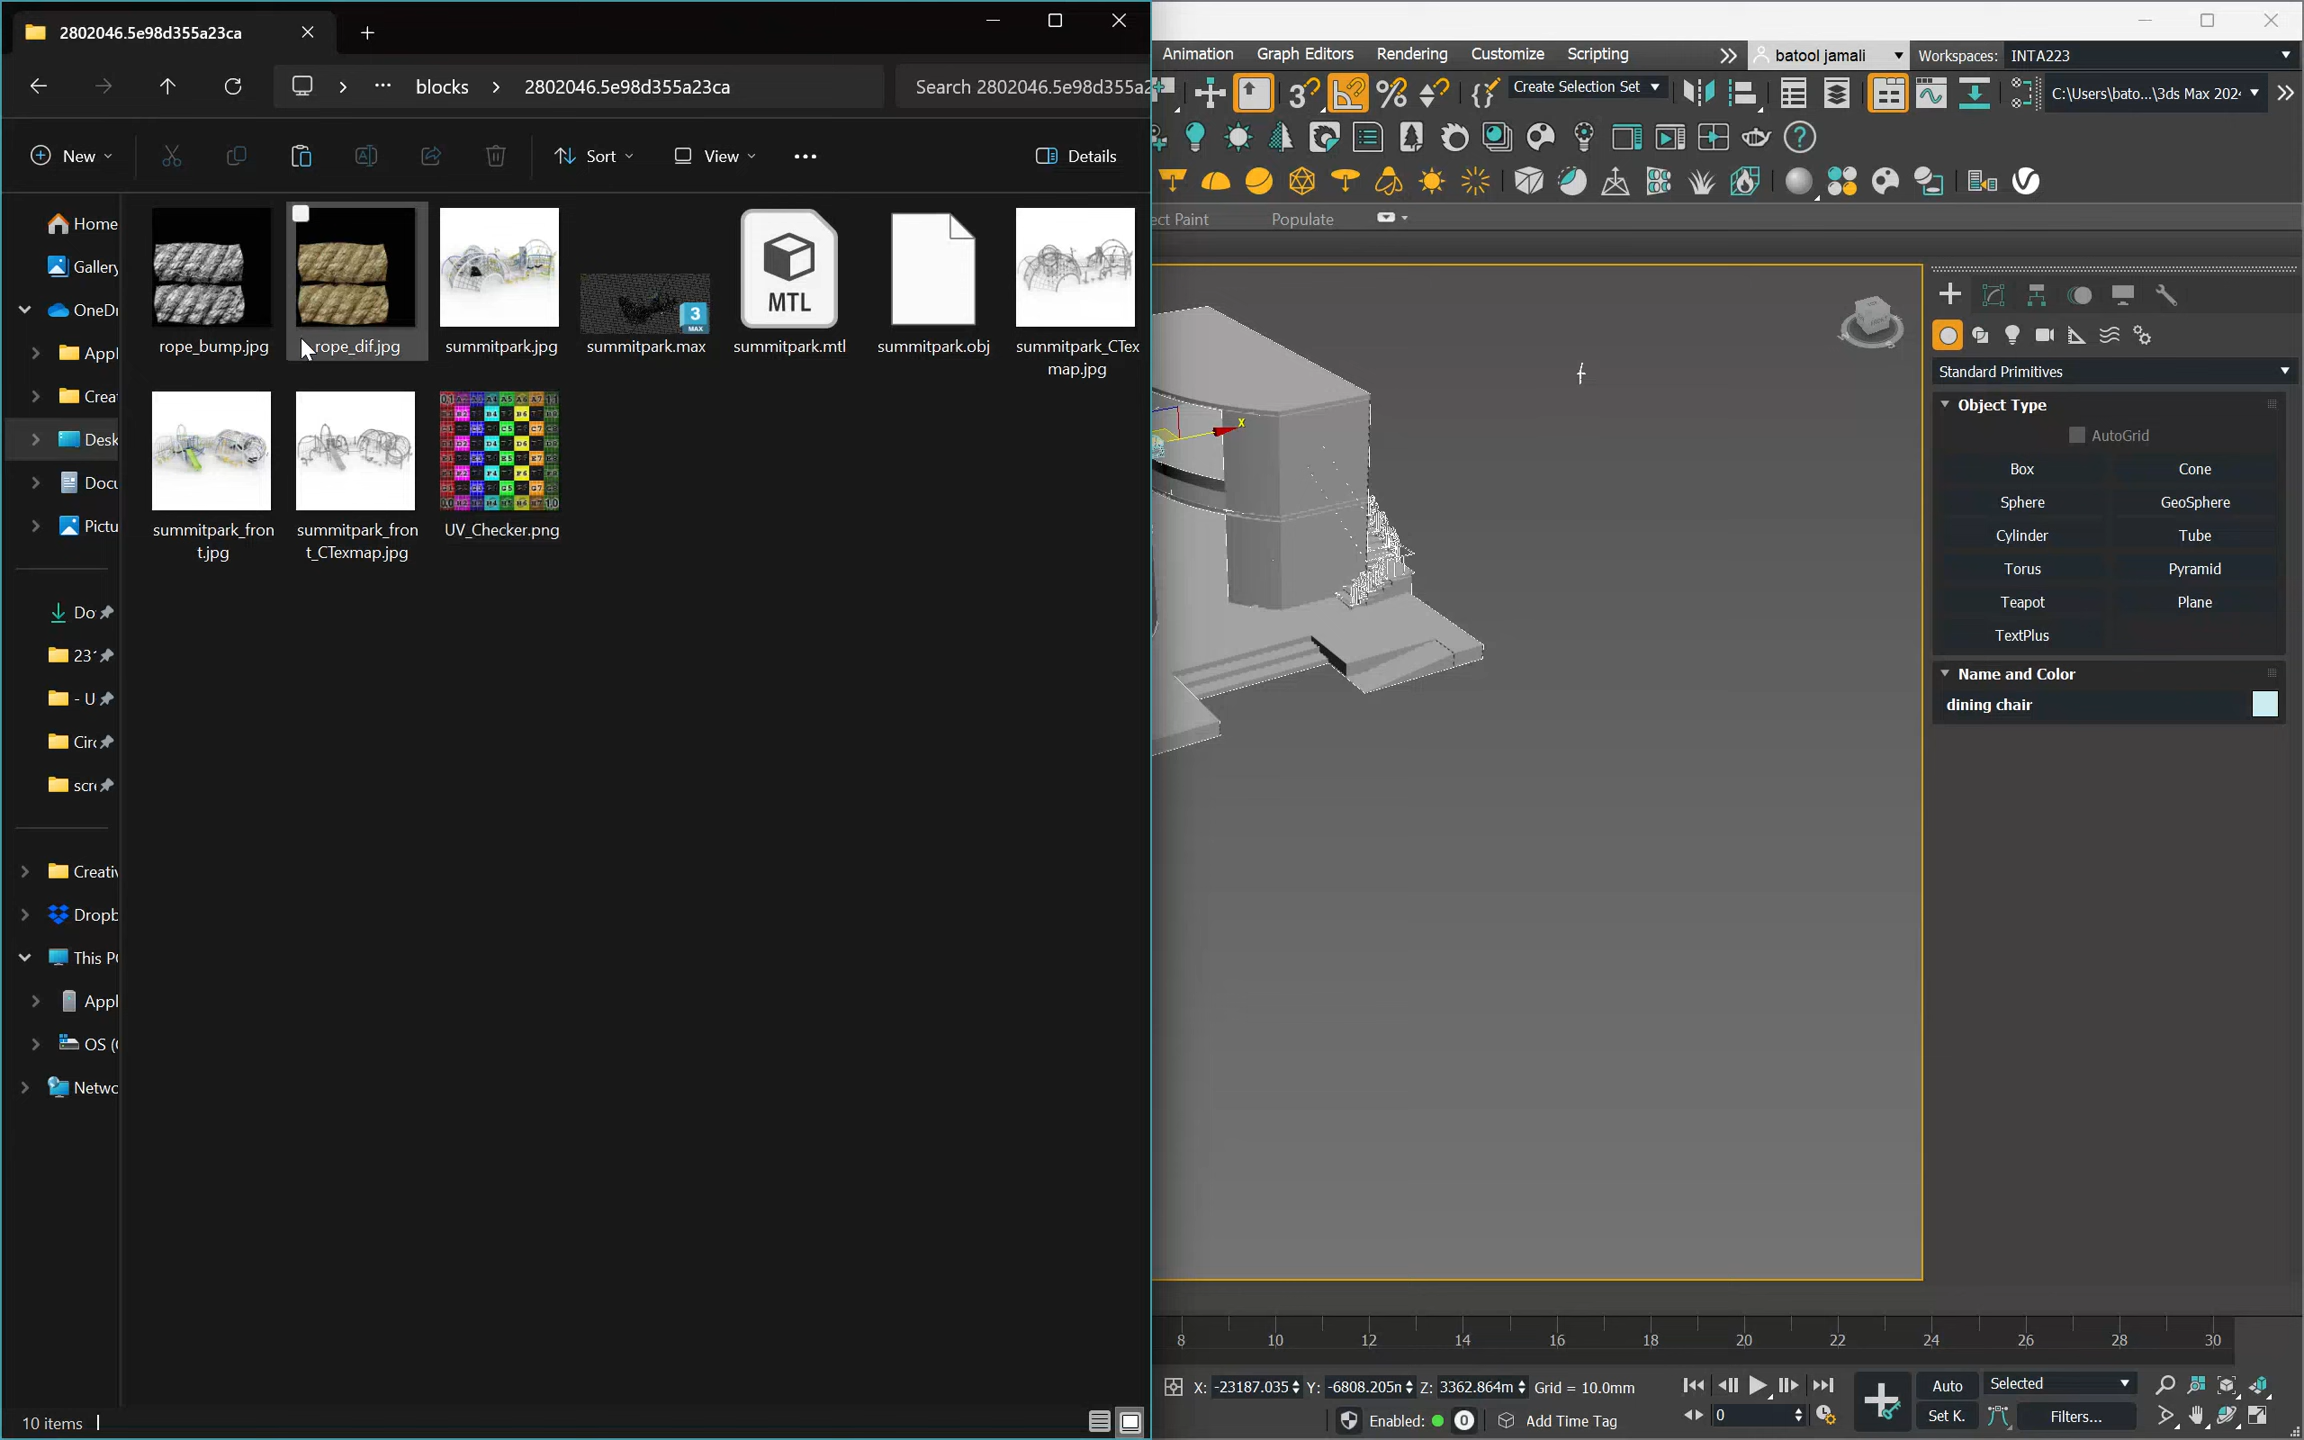 2802046.5e98d355a23ca
blocks
2802046.5e98d355a23ca
Search 2802046.5e98d355a2
New
Sort
View
Details
Home
Gallery
OneDr
Appl
Crea
Desk
Docu
Pictu
Do
23
- U
Circ
scr
Creativ
Dropb
This P
Appl
OS (
Netwo
rope_bump.jpg
rope_dif.jpg
summitpark.jpg
3
MAX
summitpark.max
MTL
summitpark.mtl
summitpark.obj
summitpark_CTex
map.jpg
summitpark_fron
t.jpg
summitpark_fron
t_CTexmap.jpg
UV_Checker.png
10 items
Animation
Graph Editors
Rendering
Customize
Scripting
batool jamali
Workspaces:
INTA223
Create Selection Set
C:\Users\bato...\3ds Max 202
ect Paint
Populate
x
Standard Primitives
Object Type
AutoGrid
Box
Cone
Sphere
GeoSphere
Cylinder
Tube
Torus
Pyramid
Teapot
Plane
TextPlus
Name and Color
dining chair
8
10
12
14
16
18
20
22
24
26
28
30
X: -23187.035
Y: -6808.205n
Z: 3362.864m
Grid = 10.0mm
Auto
Selected
0
Set K.
Filters...
Enabled:
0
Add Time Tag